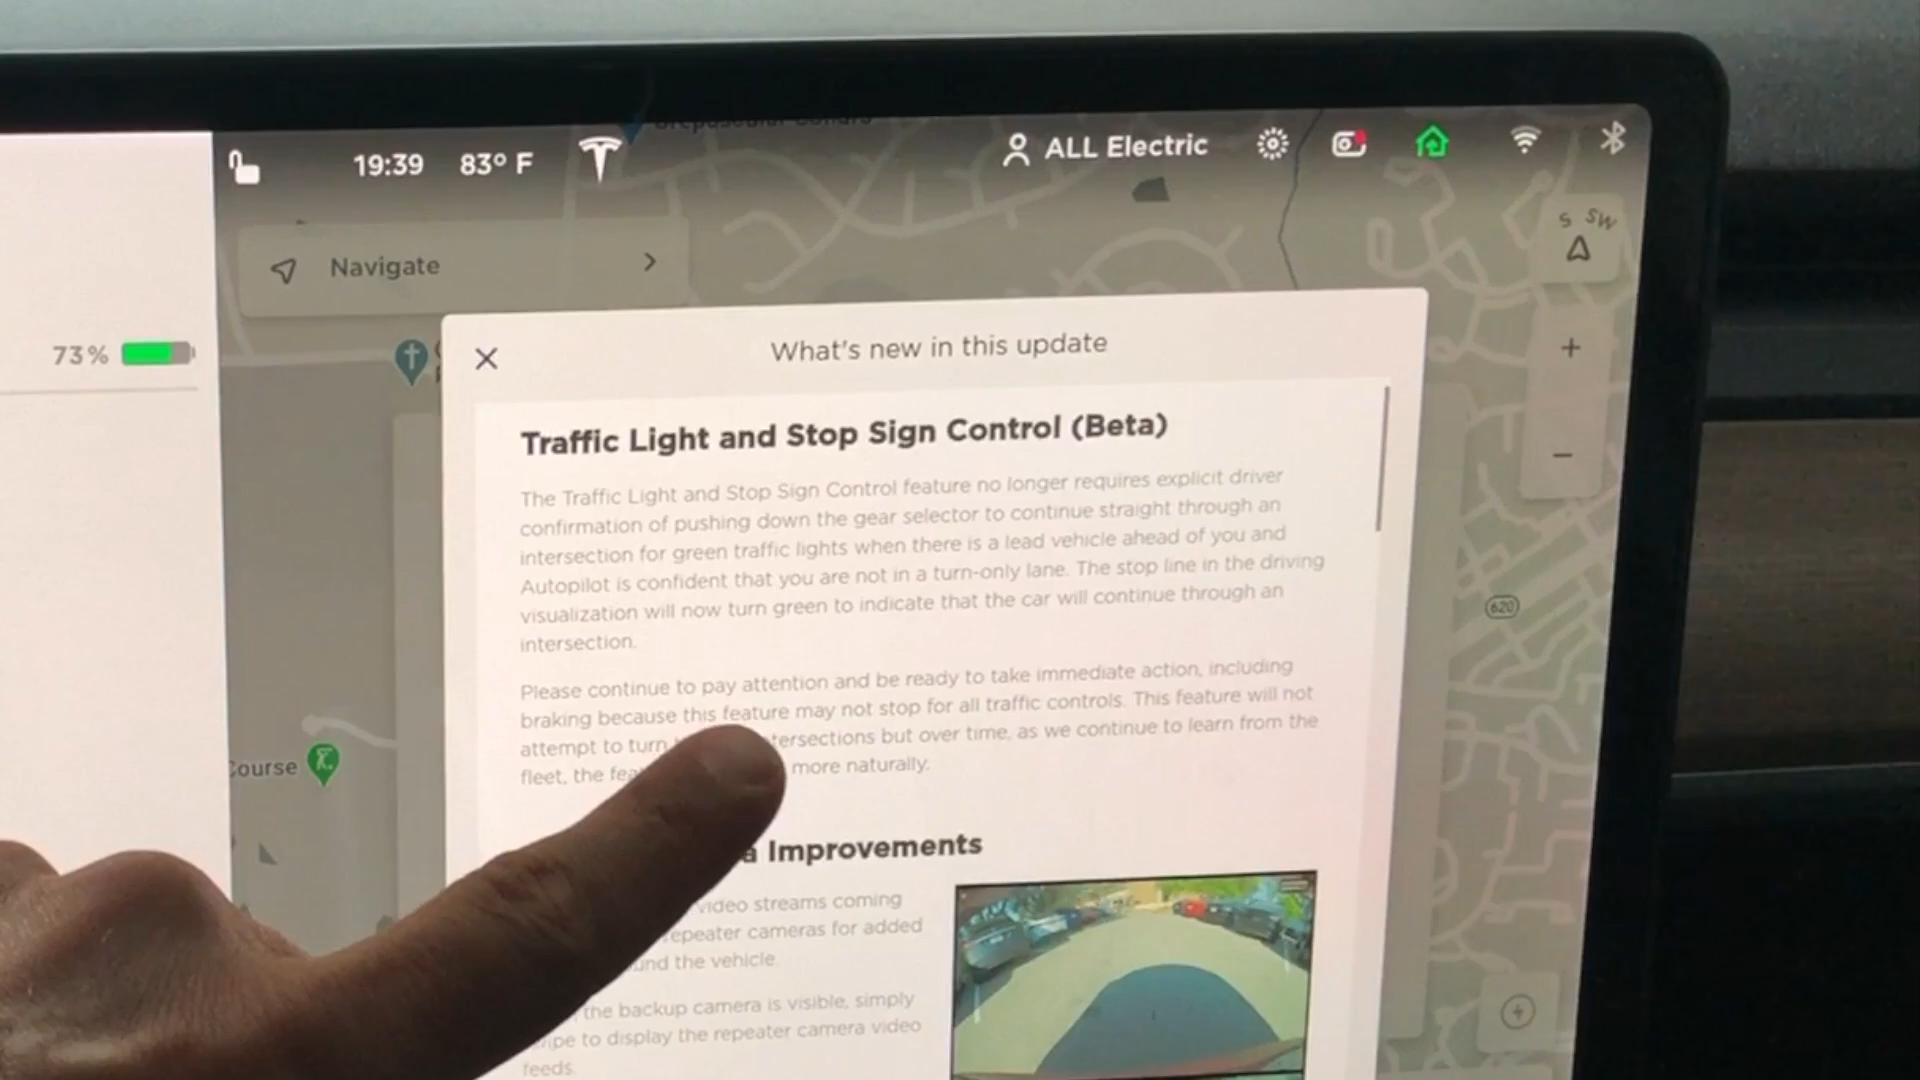 19:39 83° F ALL Electric
S SW
Navigate
73%
What's new in this update
Traffic Light and Stop Sign Control (Beta)
The Traffic Light and Stop Sign Control feature no longer requires explicit driver
confirmation of pushing down the gear selector to continue straight through an
intersection for green traffic lights when there is a lead vehicle ahead of you and
Autopilot is confident that you are not in a turn-only lane. The stop line in the driving
visualization will now turn green to indicate that the car will continue through an
intersection.
620
Please continue to pay attention and be ready to take immediate action, including
braking because this feature may not stop for all traffic controls. This feature will not
attempt to turn tersections but over time, as we continue to learn from the
fleet, the fea more naturally.
Course
a Improvements
video streams coming
repeater cameras for added
und the vehicle.
the backup camera is visible, simply
ipe to display the repeater camera video
feeds.